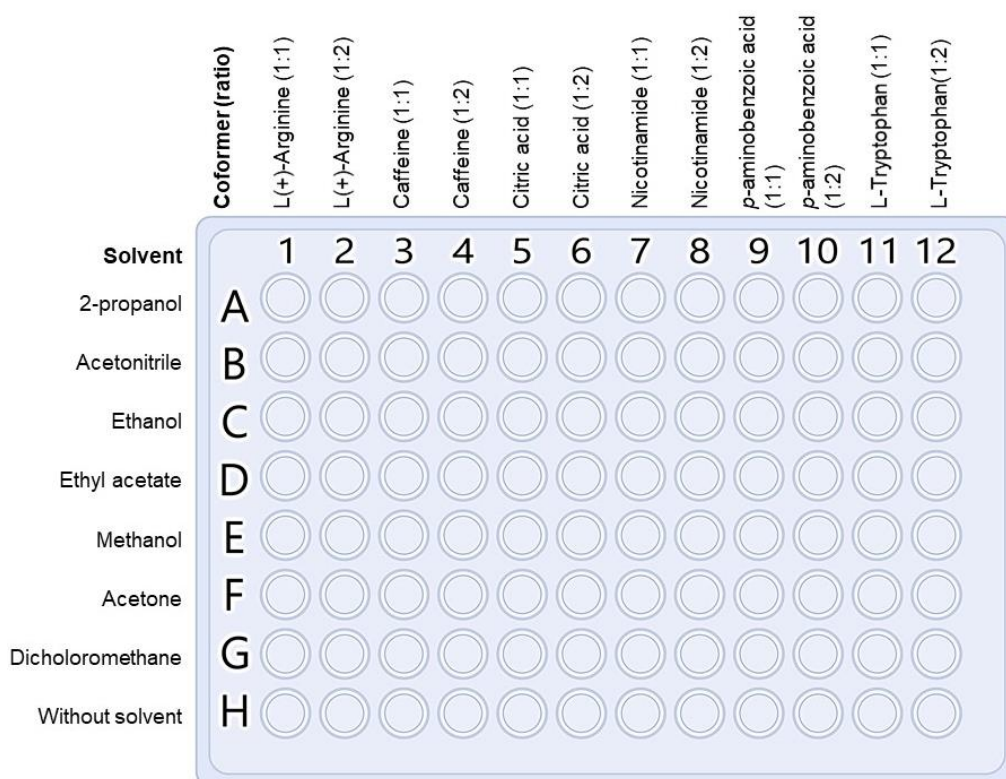 Coformer (ratio)
L(+)-Arginine (1:1)
L(+)-Arginine (1:2)
Caffeine (1:1)
Caffeine (1:2)
Citric acid (1:1)
Citric acid (1:2)
Nicotinamide (1:1)
Nicotinamide (1:2)
p-aminobenzoic acid
(1:1)
p-aminobenzoic acid
(1:2)
L-Tryptophan (1:1)
L-Tryptophan(1:2)
Solvent 1 2 3 4 5 6 7 8 9 10 11 12
2-propanol A
Acetonitrile B
Ethanol C
Ethyl acetate D
Methanol E
Acetone F
Dicholoromethane G
Without solvent H